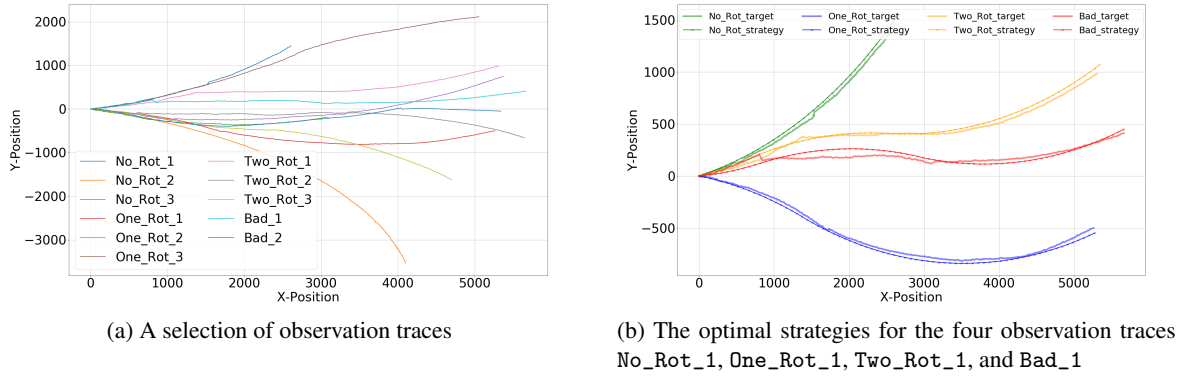 2000
1000
0
−1000
−2000
−3000
Y-Position
No_Rot_1
No_Rot_2
No_Rot_3
One_Rot_1
One_Rot_2
One_Rot_3
Two_Rot_1
Two_Rot_2
Two_Rot_3
Bad_1
Bad_2
0 1000 2000 3000 4000 5000
X-Position
(a) A selection of observation traces
1500
1000
500
0
−500
Y-Position
No_Rot_target
No_Rot_strategy
One_Rot_target
One_Rot_strategy
Two_Rot_target
Two_Rot_strategy
Bad_target
Bad_strategy
0 1000 2000 3000 4000 5000
X-Position
(b) The optimal strategies for the four observation traces
No_Rot_1, One_Rot_1, Two_Rot_1, and Bad_1